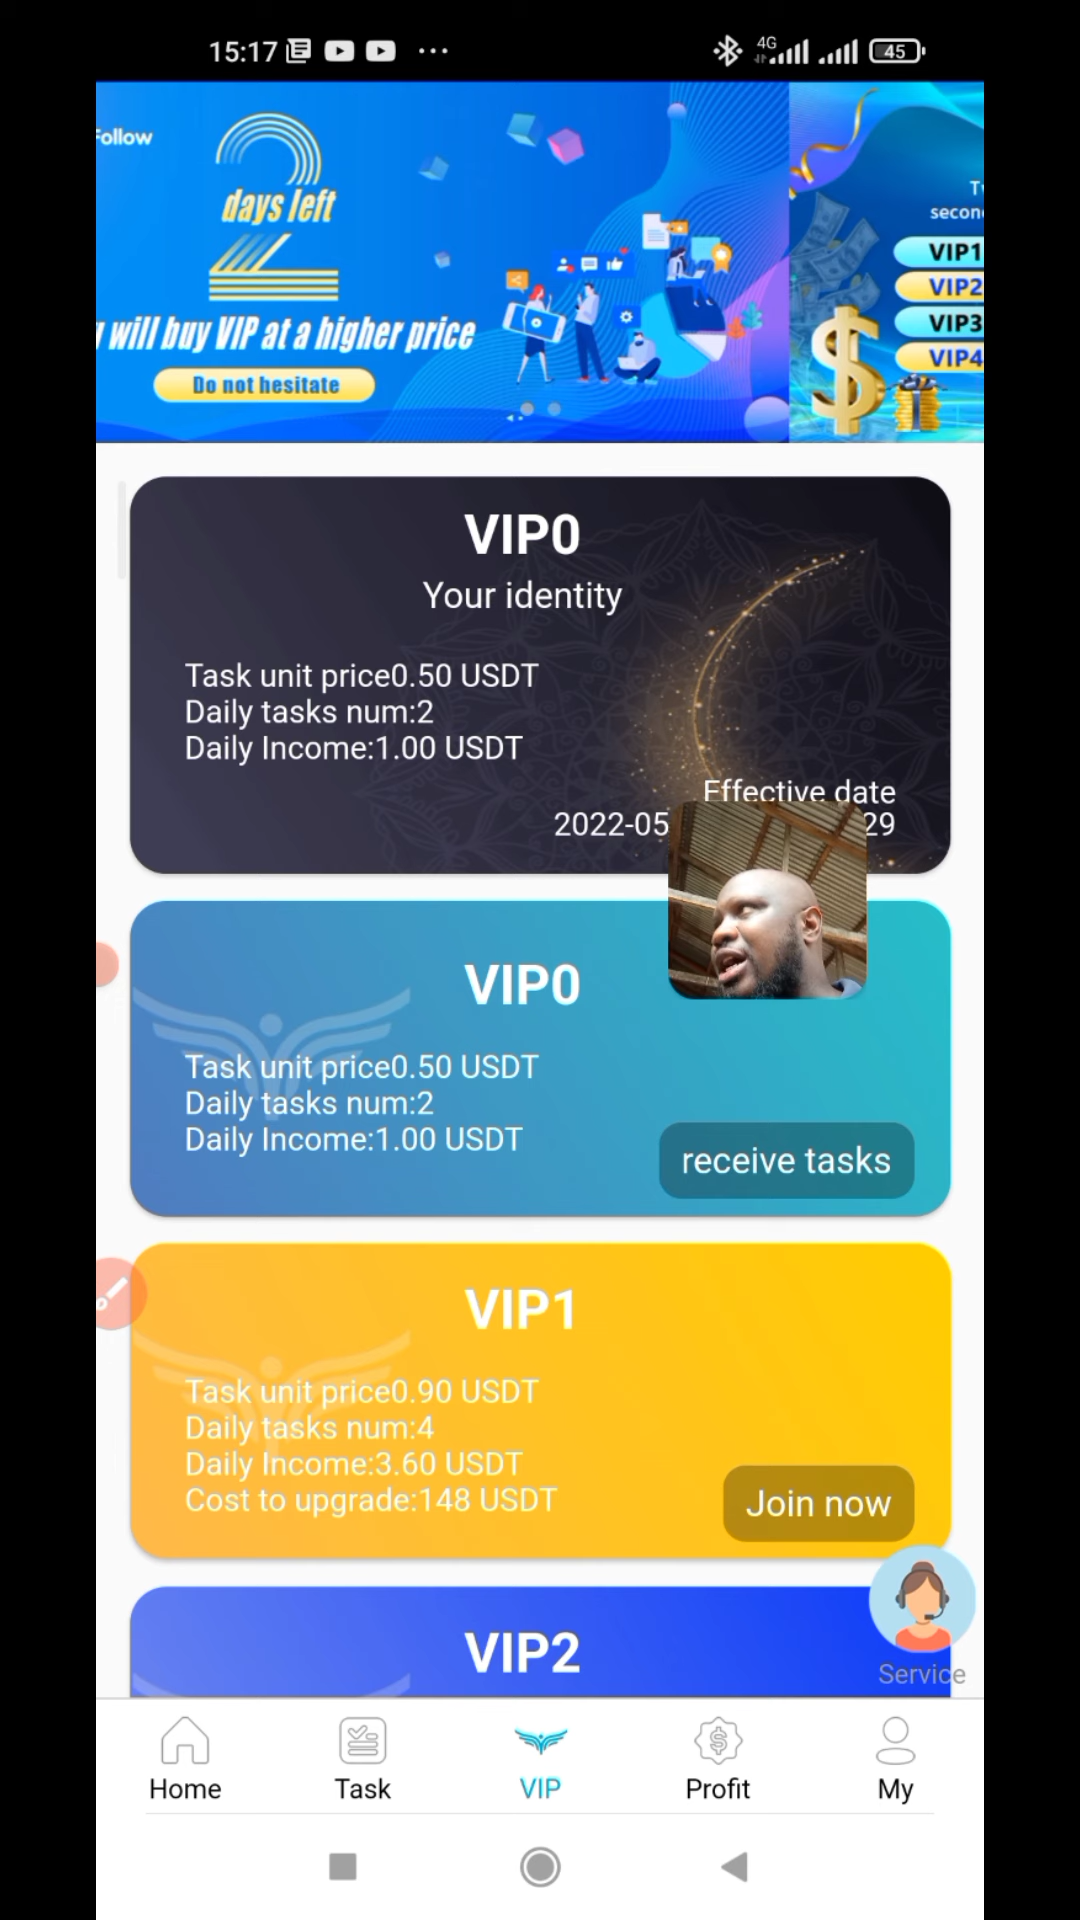 15:17
4G
45
Follow
2
days left
will buy VIP at a higher price
Do not hesitate
secon
VIP1
VIP2
VIP3
VIP4
VIP0
Your identity
Task unit price0.50 USDT
Daily tasks num:2
Daily Income:1.00 USDT
Effective date
2022-05
29
VIP0
Task unit price0.50 USDT
Daily tasks num:2
Daily Income:1.00 USDT
receive tasks
VIP1
Task unit price0.90 USDT
Daily tasks num:4
Daily Income:3.60 USDT
Cost to upgrade:148 USDT
Join now
VIP2
Service
Home
Task
VIP
Profit
My